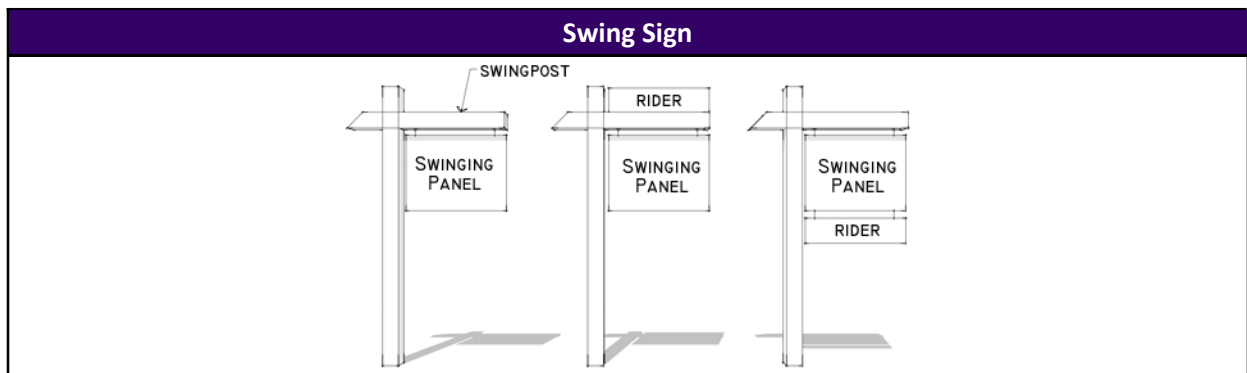 Swing Sign
SWINGPOST
RIDER
SWINGING
PANEL
SWINGING
PANEL
SWINGING
PANEL
RIDER